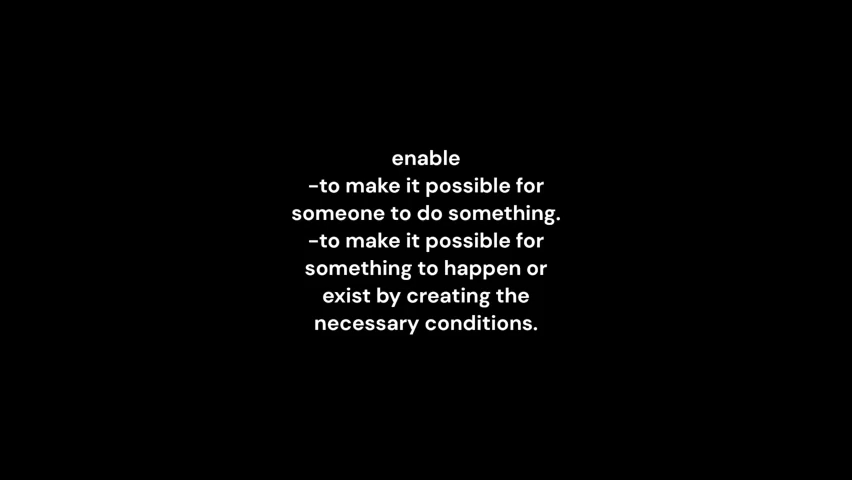 enable
-to make it possible for
someone to do something.
-to make it possible for
something to happen or
exist by creating the
necessary conditions.